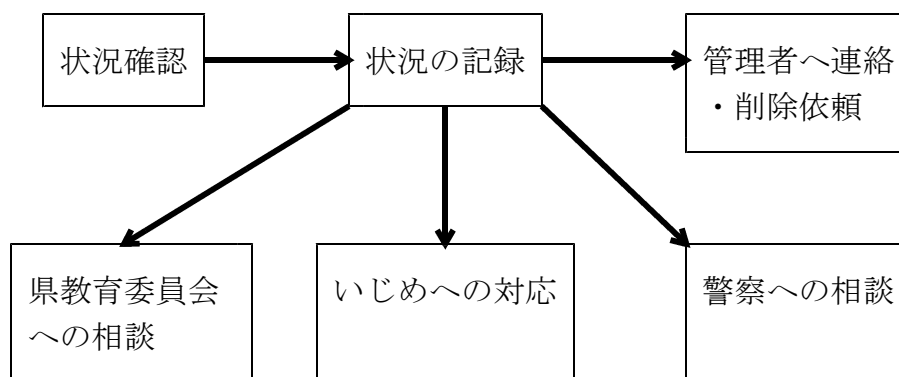 状況確認
状況の記録
管理者へ連絡
・削除依頼
県教育委員会
への相談
いじめへの対応
警察への相談